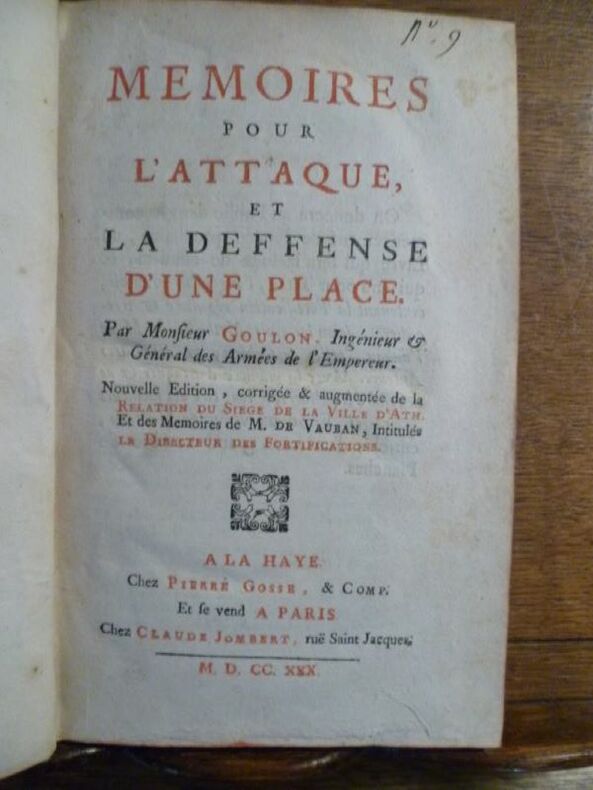 Nº. 9
MEMOIRES
POUR
L'ATTAQUE,
ET
LA DEFFENSE
D'UNE PLACE.
Par Monſieur GOULON, Ingénieur &
Général des Armées de l'Empereur.
Nouvelle Edition, corrigée & augmentée de la
RELATION DU SIEGE DE LA VILLE D'ATH.
Et des Memoires de M. DE VAUBAN, Intitulés
LE DIRECTEUR DES FORTIFICATIONS.
A LA HAYE.
Chez PIERRE GOSSE, & COMP.
Et ſe vend A PARIS
Chez CLAUDE JOMBERT, ruë Saint Jacques.
M. D. CC. XXX.